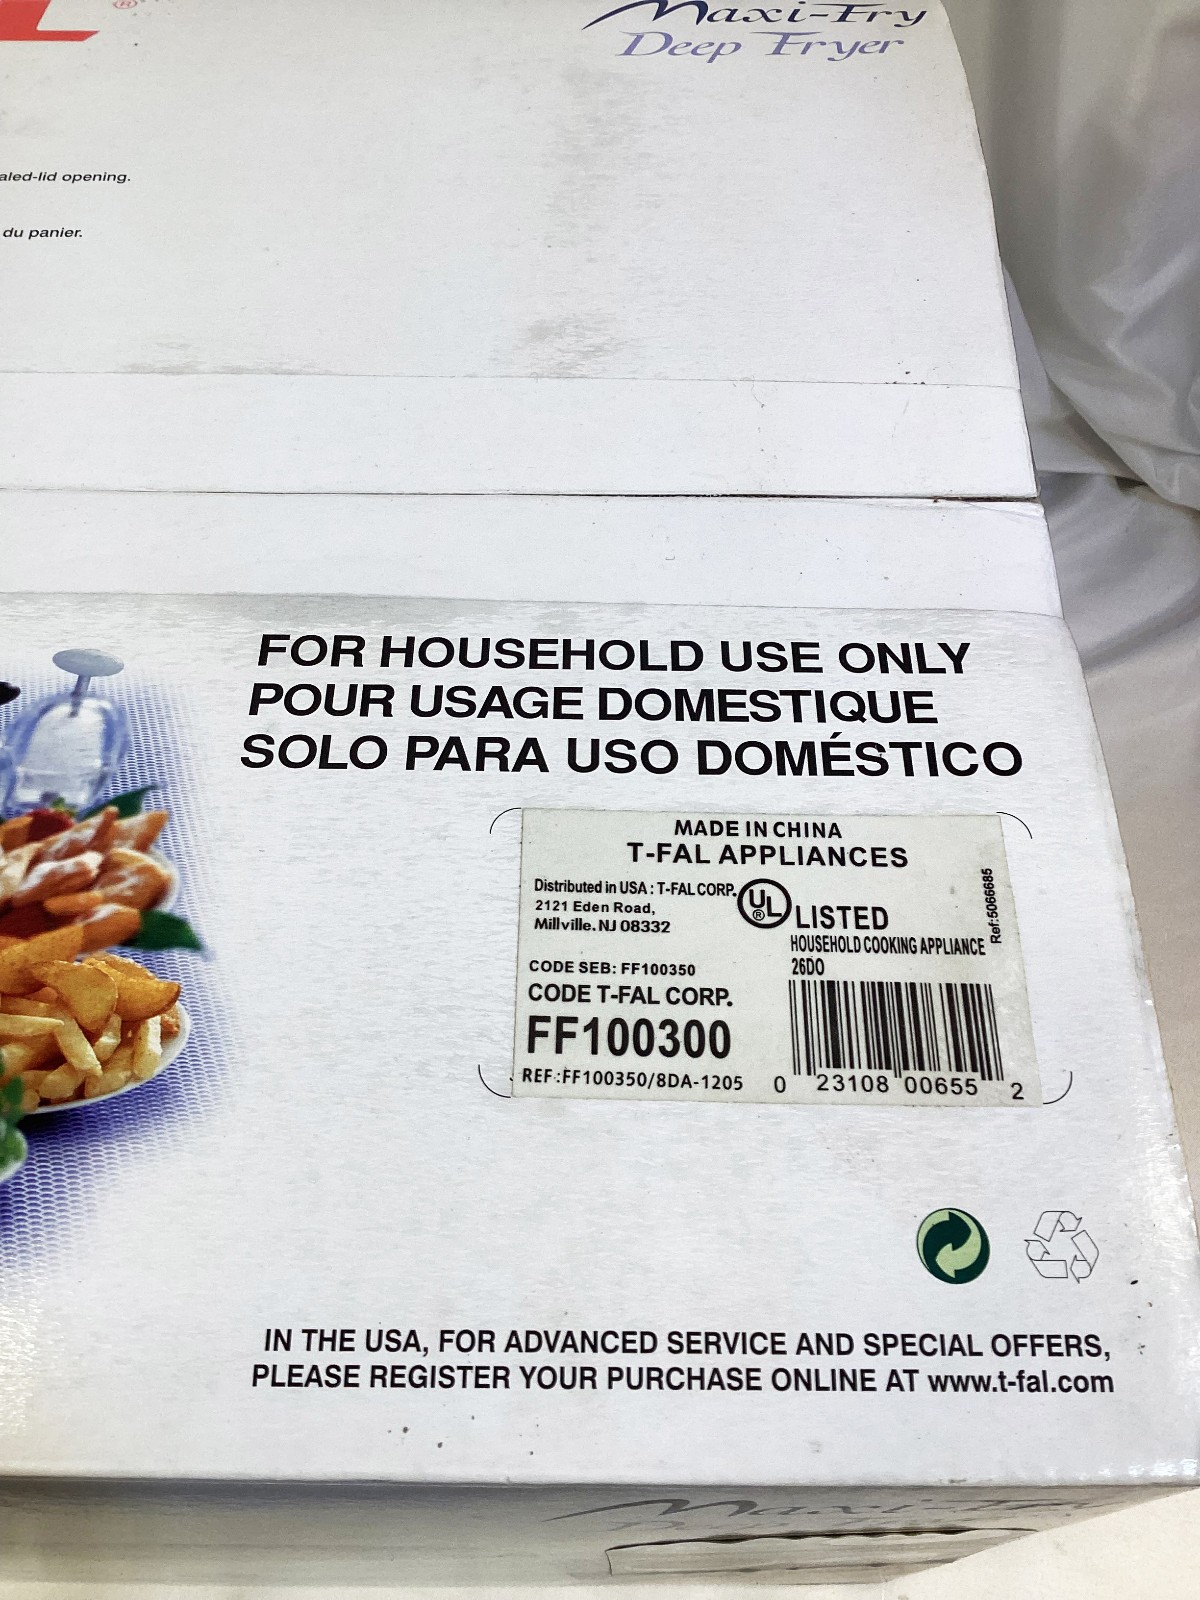 ®
Maxi-Fry
Deep Fryer
aled-lid opening.
du panier.
FOR HOUSEHOLD USE ONLY
POUR USAGE DOMESTIQUE
SOLO PARA USO DOMÉSTICO
MADE IN CHINA
T-FAL APPLIANCES
Distributed in USA : T-FAL CORP.
2121 Eden Road,
Millville. NJ 08332
UL
®
LISTED
HOUSEHOLD COOKING APPLIANCE
26DO
Ref:5066685
CODE SEB: FF100350
CODE T-FAL CORP.
FF100300
REF.:FF100350/8DA-1205
0 23108 00655 2
IN THE USA, FOR ADVANCED SERVICE AND SPECIAL OFFERS,
PLEASE REGISTER YOUR PURCHASE ONLINE AT www.t-fal.com
Maxi-Fry